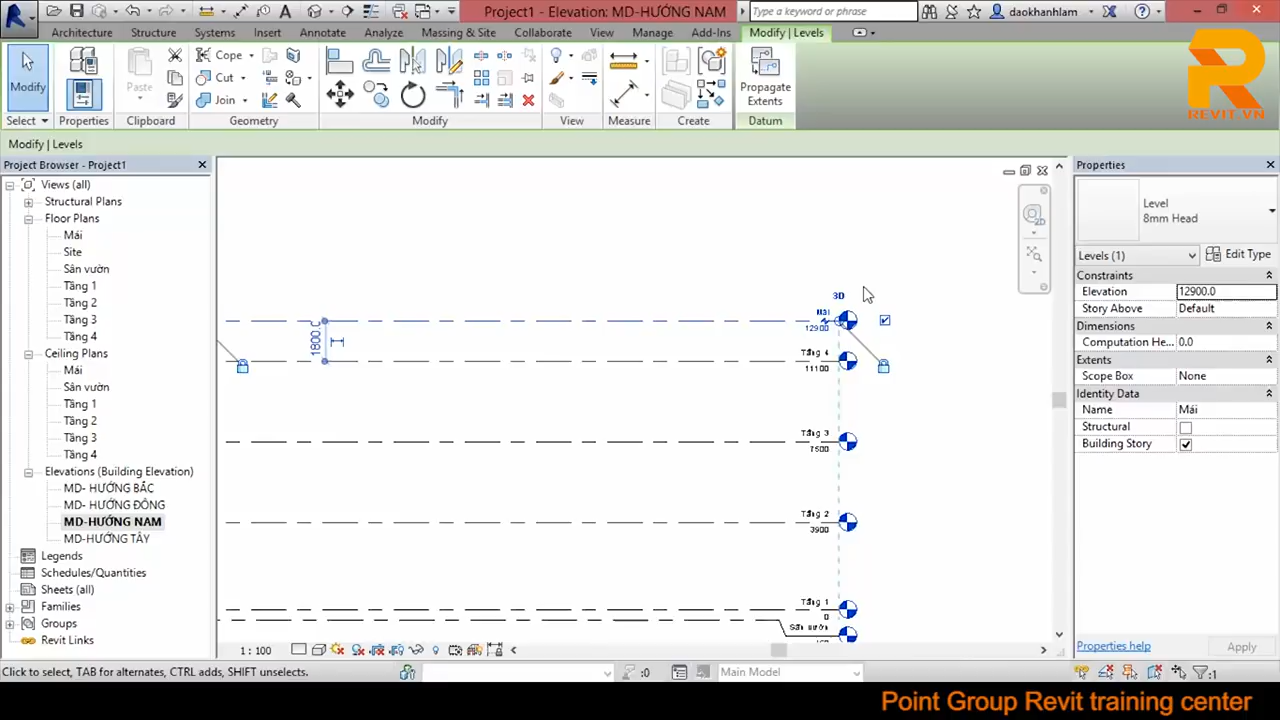 Project1 - Elevation: MD-HƯỚNG NAM
Type a keyword or phrase
daokhanhlam
Architecture
Structure
Systems
Insert
Annotate
Analyze
Massing & Site
Collaborate
View
Manage
Add-Ins
Modify | Levels
Modify
Paste
Cope
Cut
Join
Propagate
Extents
Select
Properties
Clipboard
Geometry
Modify
View
Measure
Create
Datum
REVIT.VN
Modify | Levels
Project Browser - Project1
Views (all)
Structural Plans
Floor Plans
Mái
Site
Sân vườn
Tầng 1
Tầng 2
Tầng 3
Tầng 4
Ceiling Plans
Mái
Sân vườn
Tầng 1
Tầng 2
Tầng 3
Tầng 4
Elevations (Building Elevation)
MD- HƯỚNG BẮC
MD- HƯỚNG ĐÔNG
MD-HƯỚNG NAM
MD-HƯỚNG TÂY
Legends
Schedules/Quantities
Sheets (all)
Families
Groups
Revit Links
2D
3D
1800.0
Mái
12900
Tầng 4
11100
Tầng 3
7500
Tầng 2
3900
Tầng 1
0
Sân vườn
Properties
Level
8mm Head
Levels (1)
Edit Type
Constraints
Elevation
12900.0
Story Above
Default
Dimensions
Computation He...
0.0
Extents
Scope Box
None
Identity Data
Name
Mái
Structural
Building Story
Properties help
Apply
1 : 100
Click to select, TAB for alternates, CTRL adds, SHIFT unselects.
:0
Main Model
:1
Point Group Revit training center